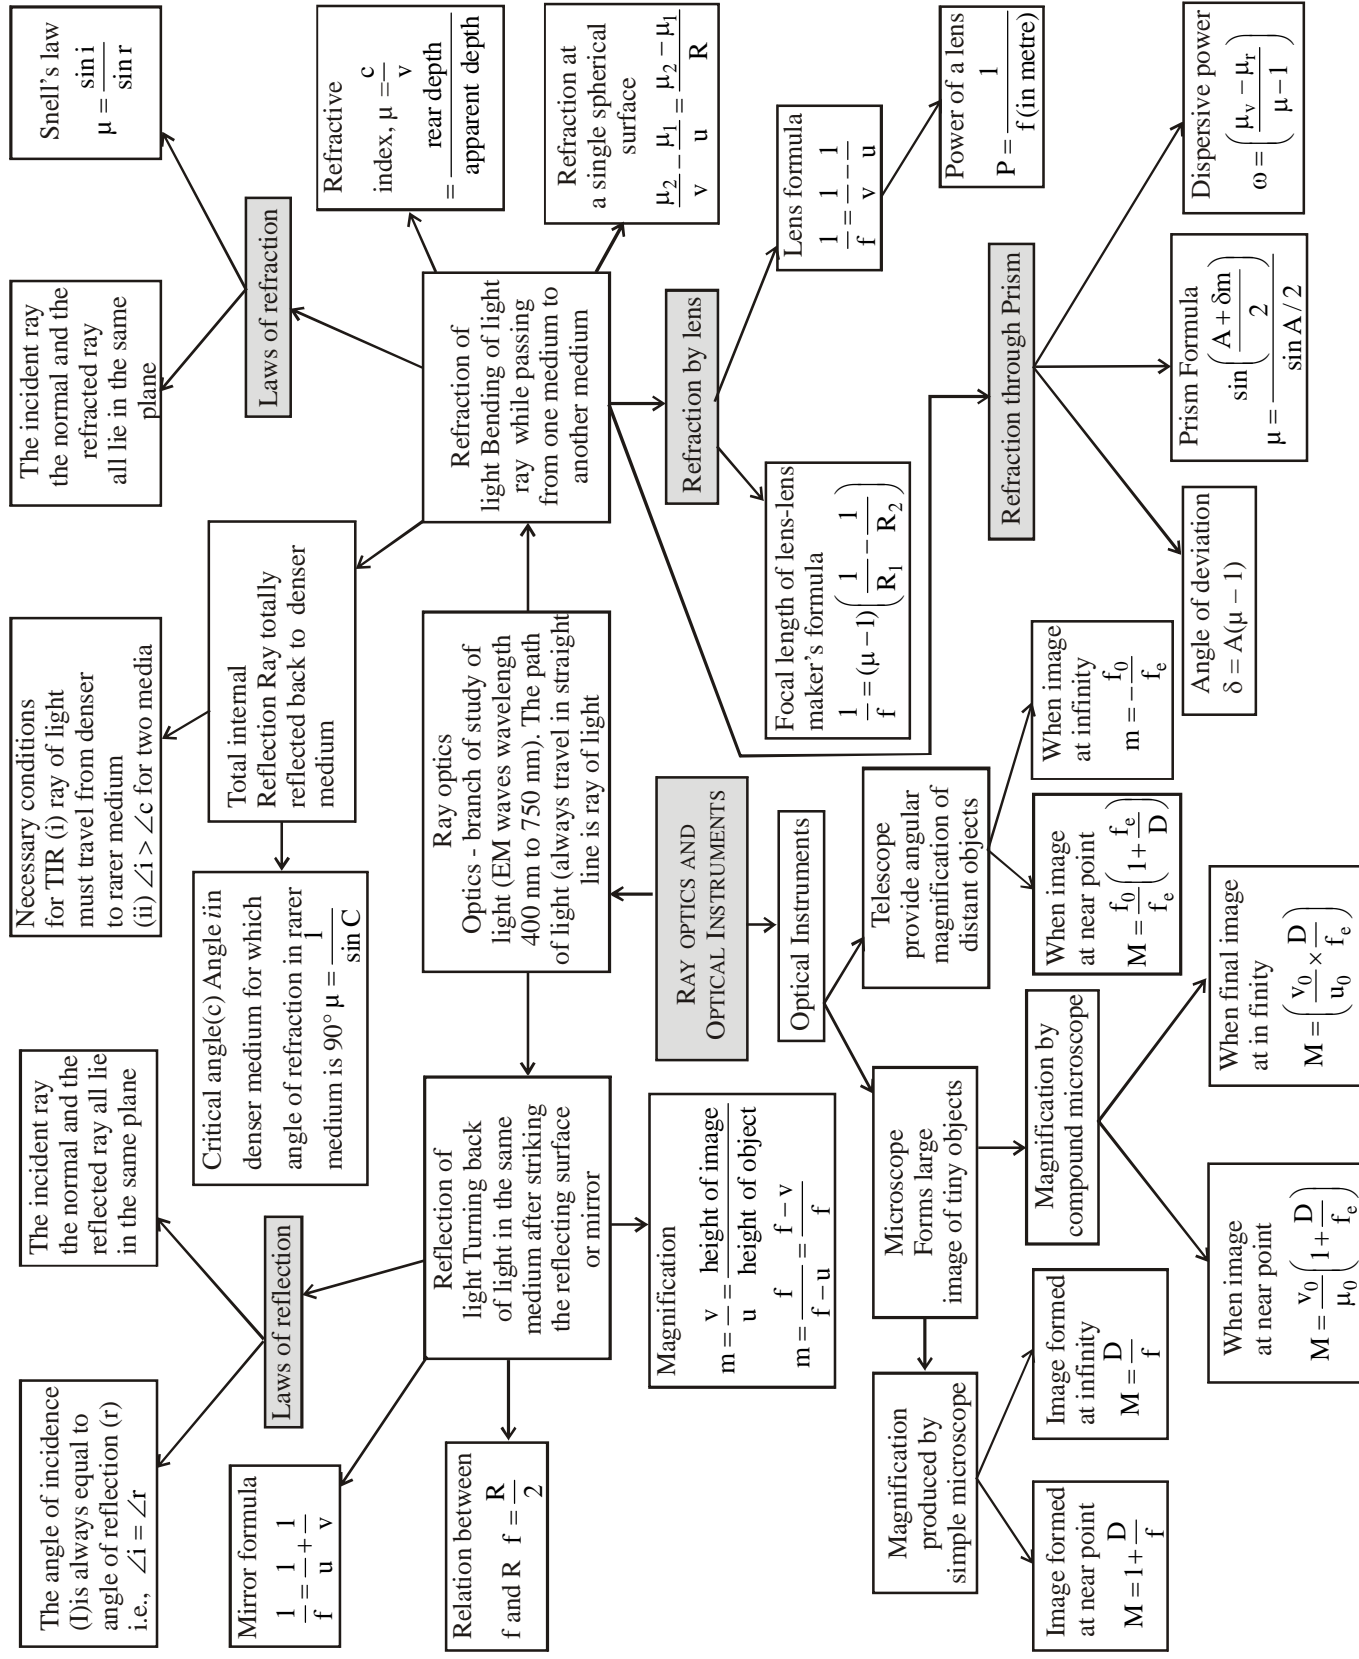 The angle of incidence
(I)is always equal to
angle of reflection (r)
i.e., ∠i = ∠r
The incident ray
the normal and the
reflected ray all lie
in the same plane
Necessary conditions
for TIR (i) ray of light
must travel from denser
to rarer medium
(ii) ∠i > ∠c for two media
The incident ray
the normal and the
refracted ray
all lie in the same
plane
Snell's law
μ = sin i / sin r
Laws of reflection
Critical angle(c) Angle iin
denser medium for which
angle of refraction in rarer
medium is 90° μ = 1 / sin C
Total internal
Reflection Ray totally
reflected back to denser
medium
Laws of refraction
Mirror formula
1/f = 1/u + 1/v
Refractive
index, μ = c/v
= rear depth / apparent depth
Relation between
f and R f = R/2
Reflection of
light Turning back
of light in the same
medium after striking
the reflecting surface
or mirror
Ray optics
Optics - branch of study of
light (EM waves wavelength
400 nm to 750 nm). The path
of light (always travel in straight
line is ray of light
Refraction of
light Bending of light
ray while passing
from one medium to
another medium
Refraction at
a single spherical
surface
μ2/v − μ1/u = (μ2 − μ1)/R
Magnification
m = v/u = height of image / height of object
m = f/(f − u) = (f − v)/f
RAY OPTICS AND
OPTICAL INSTRUMENTS
Refraction by lens
Optical Instruments
Focal length of lens-lens
maker's formula
1/f = (μ − 1) (1/R1 − 1/R2)
Lens formula
1/f = 1/v − 1/u
Power of a lens
P = 1 / f (in metre)
Microscope
Forms large
image of tiny objects
Telescope
provide angular
magnification of
distant objects
Refraction through Prism
Magnification
produced by
simple microscope
Magnification by
compound microscope
Image formed
at near point
M = 1 + D/f
Image formed
at infinity
M = D/f
When image
at near point
M = f0/fe (1 + fe/D)
When image
at infinity
m = − f0/fe
Angle of deviation
δ = A(μ − 1)
Prism Formula
μ = sin ((A + δm)/2) / sin A / 2
Dispersive power
ω = ((μv − μr)/(μ − 1))
When image
at near point
M = v0/μ0 (1 + D/fe)
When final image
at in finity
M = (v0/u0 × D/fe)